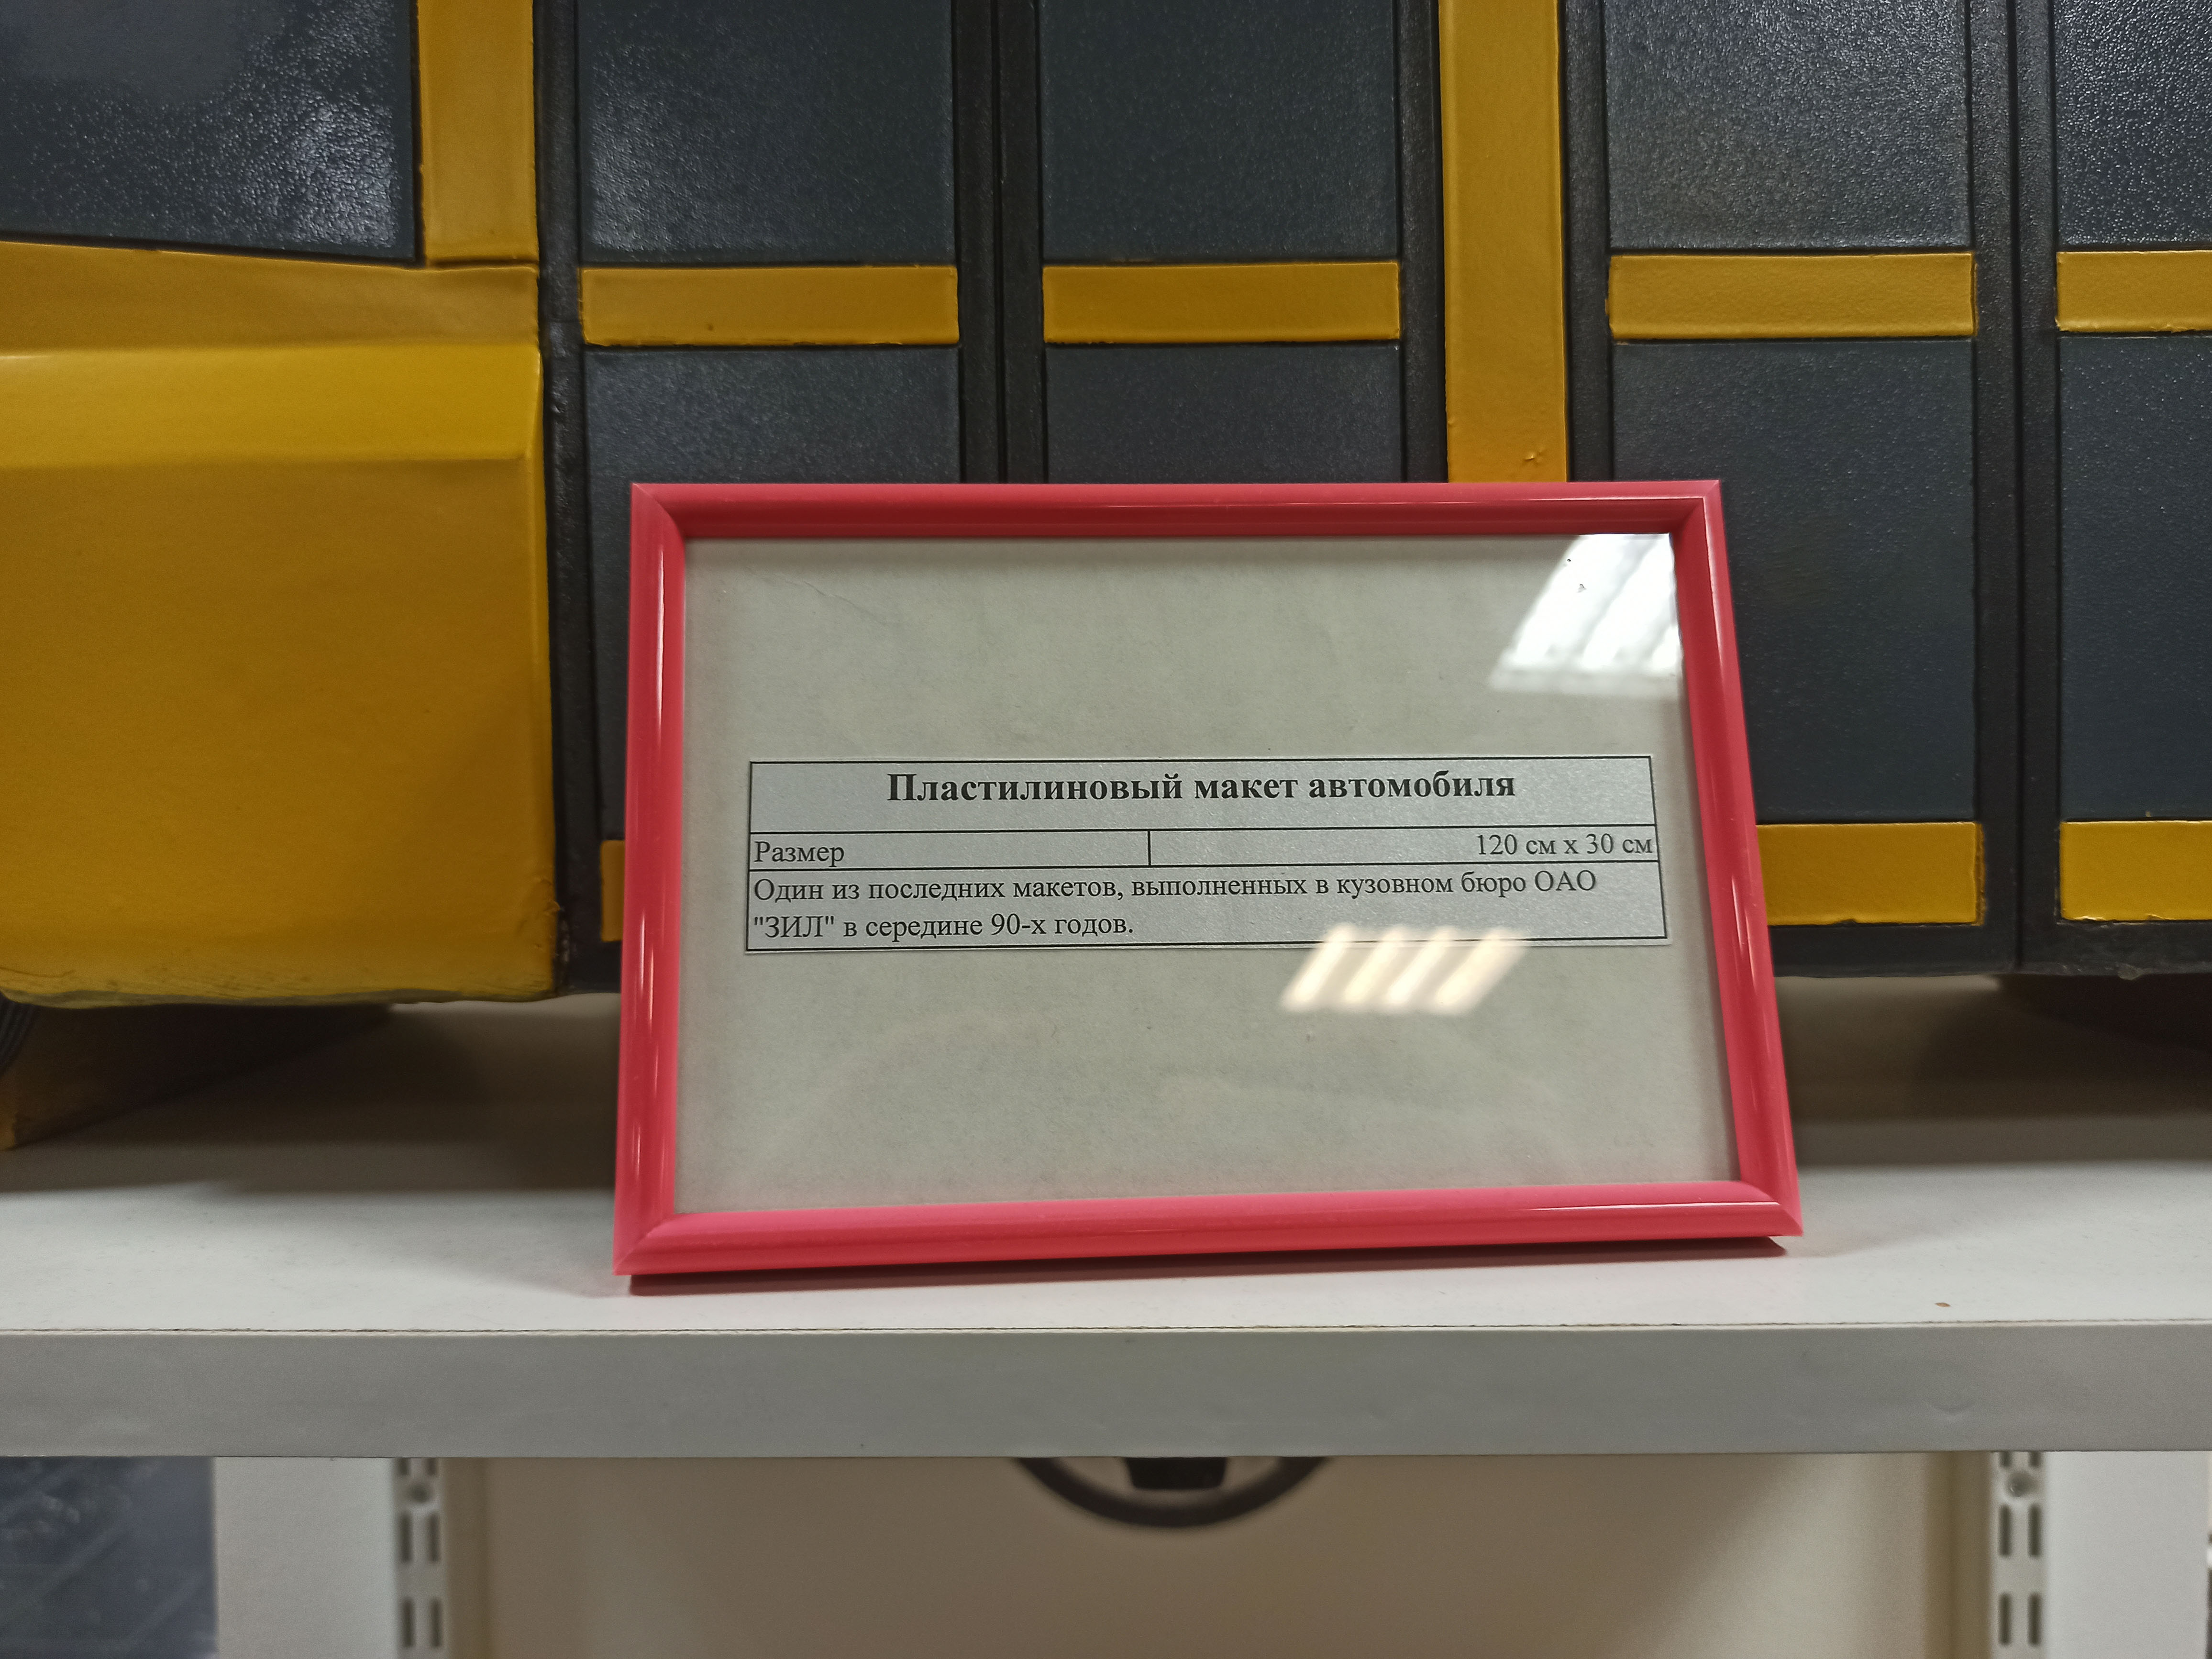 Пластилиновый макет автомобиля
Размер 120 см х 30 см
Один из последних макетов, выполненных в кузовном бюро ОАО
"ЗИЛ" в середине 90-х годов.